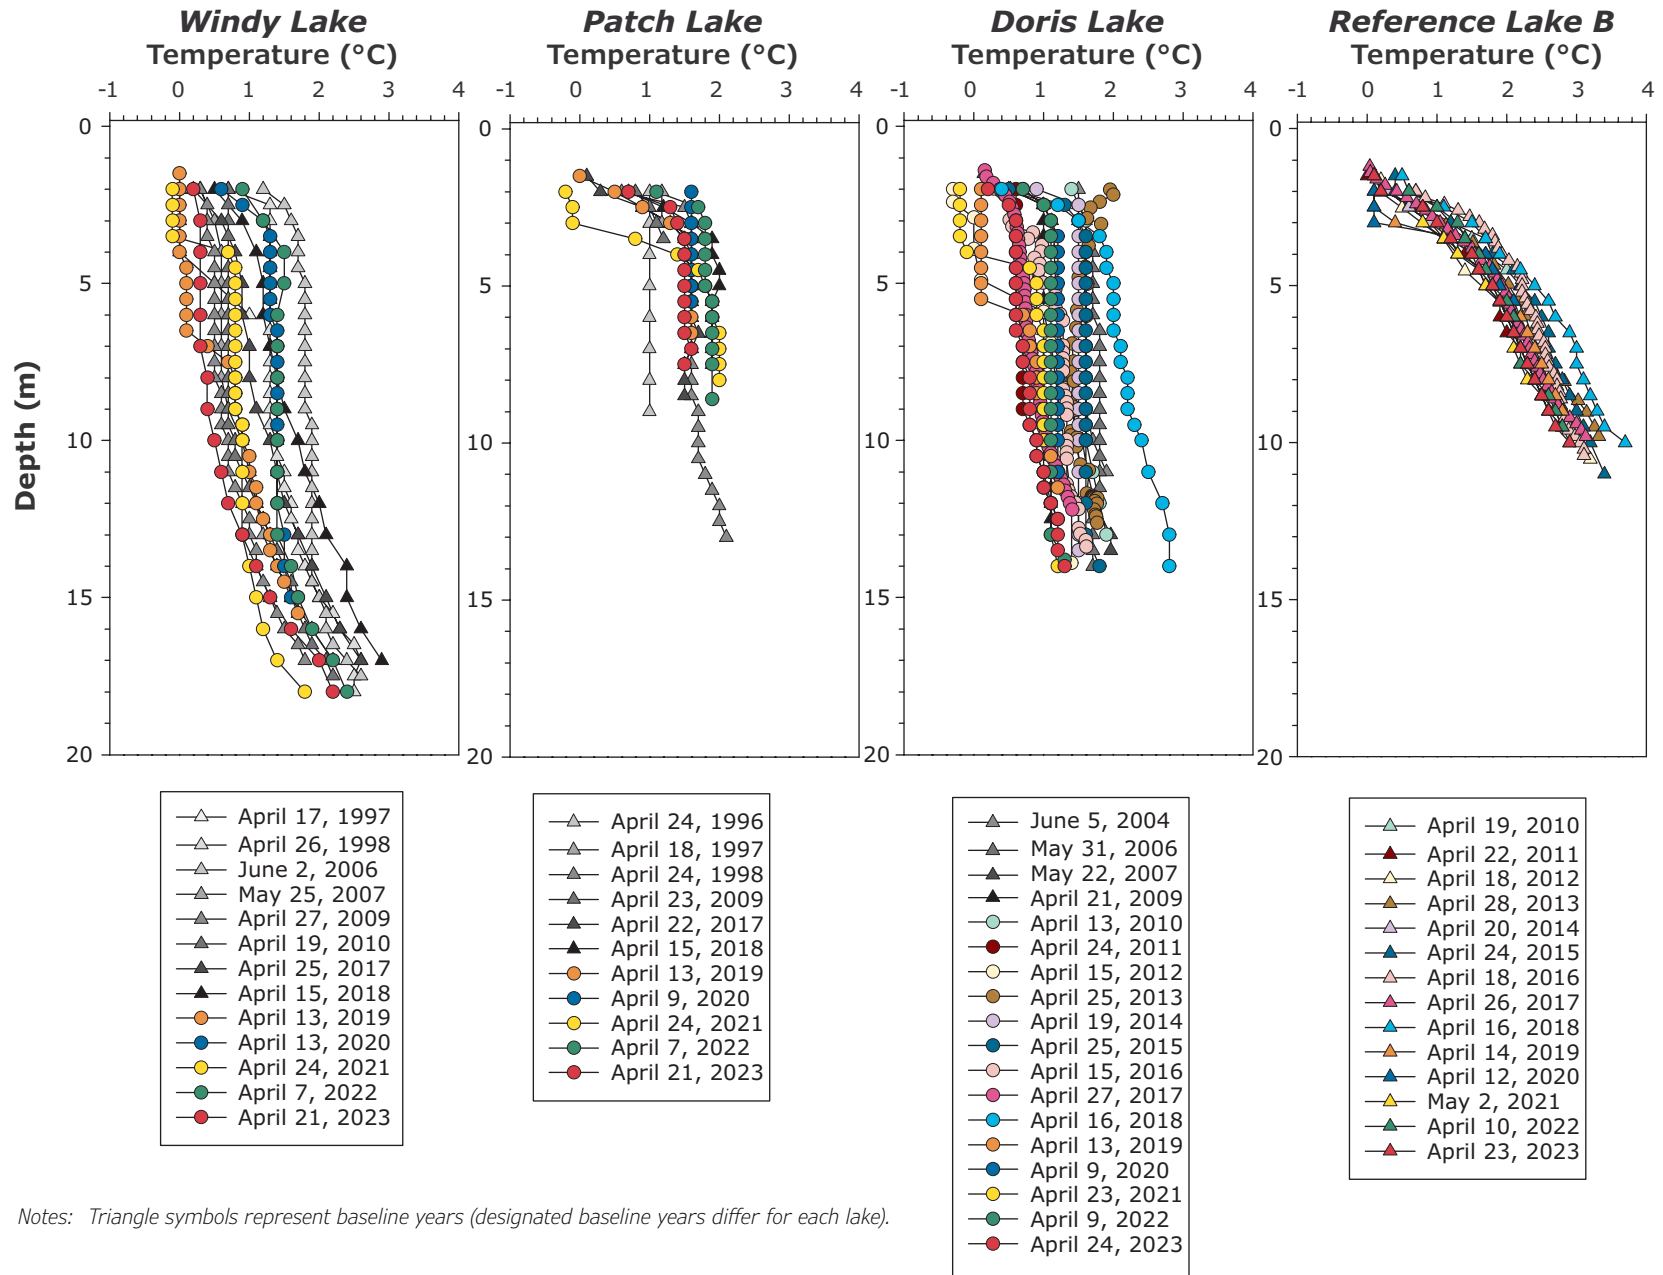 Windy Lake
Temperature (°C)
-1 0 1 2 3 4
Patch Lake
Temperature (°C)
-1 0 1 2 3 4
Doris Lake
Temperature (°C)
-1 0 1 2 3 4
Reference Lake B
Temperature (°C)
-1 0 1 2 3 4
Depth (m)
0
5
10
15
20
0
5
10
15
20
0
5
10
15
20
0
5
10
15
20
April 17, 1997
April 26, 1998
June 2, 2006
May 25, 2007
April 27, 2009
April 19, 2010
April 25, 2017
April 15, 2018
April 13, 2019
April 13, 2020
April 24, 2021
April 7, 2022
April 21, 2023
April 24, 1996
April 18, 1997
April 24, 1998
April 23, 2009
April 22, 2017
April 15, 2018
April 13, 2019
April 9, 2020
April 24, 2021
April 7, 2022
April 21, 2023
June 5, 2004
May 31, 2006
May 22, 2007
April 21, 2009
April 13, 2010
April 24, 2011
April 15, 2012
April 25, 2013
April 19, 2014
April 25, 2015
April 15, 2016
April 27, 2017
April 16, 2018
April 13, 2019
April 9, 2020
April 23, 2021
April 9, 2022
April 24, 2023
April 19, 2010
April 22, 2011
April 18, 2012
April 28, 2013
April 20, 2014
April 24, 2015
April 18, 2016
April 26, 2017
April 16, 2018
April 14, 2019
April 12, 2020
May 2, 2021
April 10, 2022
April 23, 2023
Notes: Triangle symbols represent baseline years (designated baseline years differ for each lake).